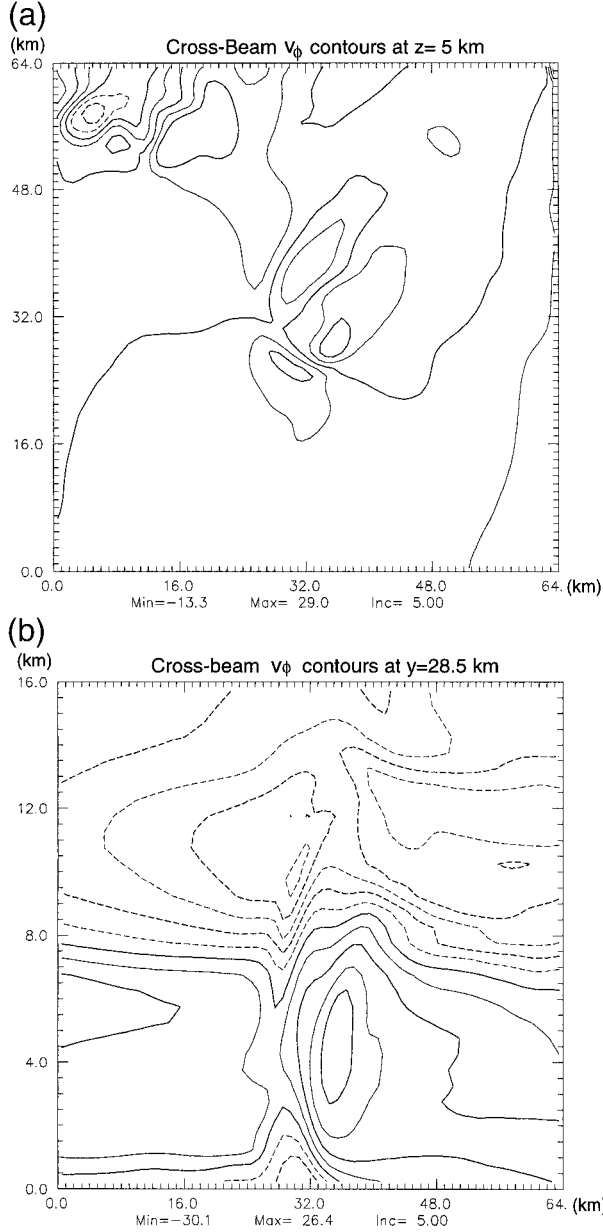 (a)
(km)
Cross-Beam vϕ contours at z= 5 km
64.0
48.0
32.0
16.0
0.0
0.0 16.0 32.0 48.0 64. (km)
Min=−13.3 Max= 29.0 Inc= 5.00
(b)
(km)
Cross-beam vϕ contours at y=28.5 km
16.0
12.0
8.0
4.0
0.0
0.0 16.0 32.0 48.0 64. (km)
Min=−30.1 Max= 26.4 Inc= 5.00